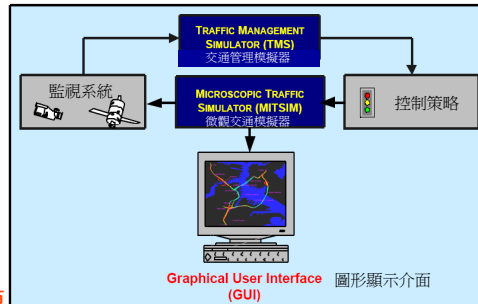 TRAFFIC MANAGEMENT
SIMULATOR (TMS)
交通管理模擬器
監視系統
MICROSCOPIC TRAFFIC
SIMULATOR (MITSIM)
微觀交通模擬器
控制策略
Graphical User Interface 圖形顯示介面
(GUI)